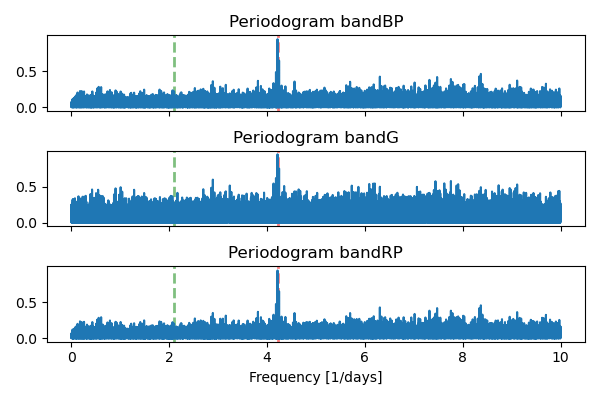 Periodogram bandBP
0.5
0.0
Periodogram bandG
0.5
0.0
Periodogram bandRP
0.5
0.0
0 2 4 6 8 10
Frequency [1/days]